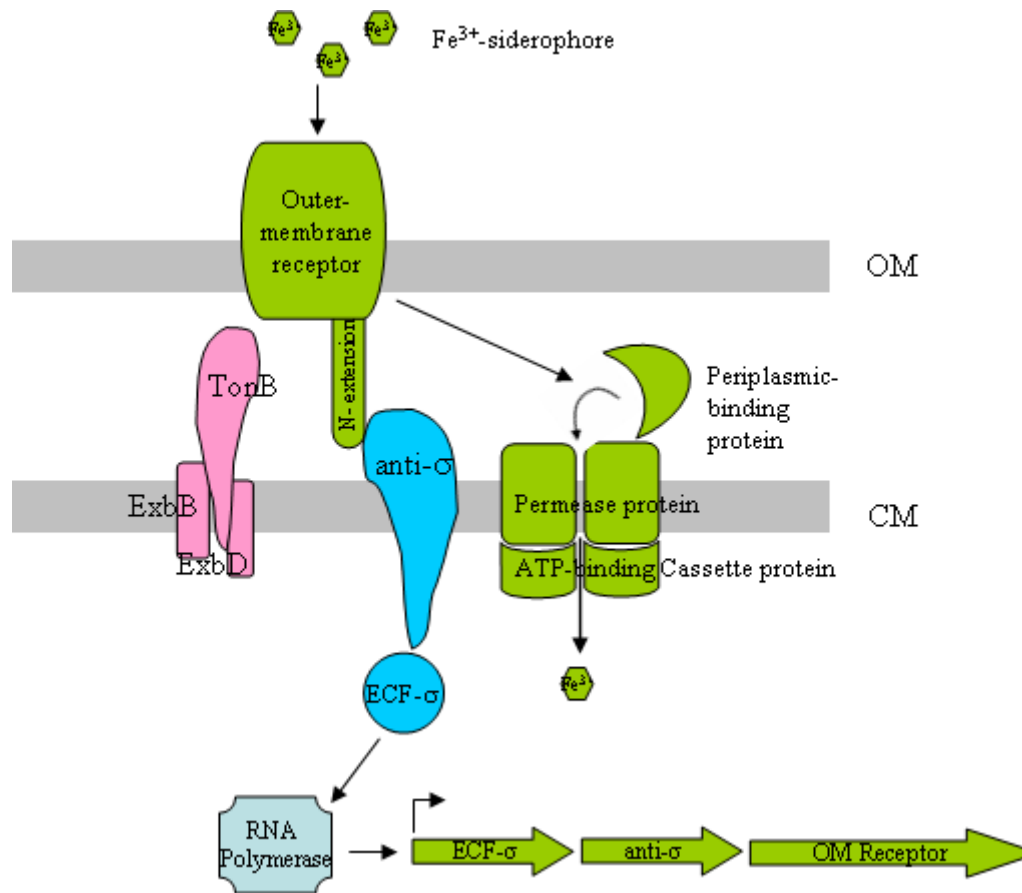 Fe³⁺
Fe³⁺
Fe³⁺
Fe³⁺-siderophore
Outer-
membrane
receptor
OM
N- extension
TonB
Periplasmic-
binding
protein
anti-σ
ExbB
Permease protein
CM
ExbD
ATP-binding Cassette protein
Fe³⁺
ECF-σ
RNA
Polymerase
ECF-σ
anti-σ
OM Receptor